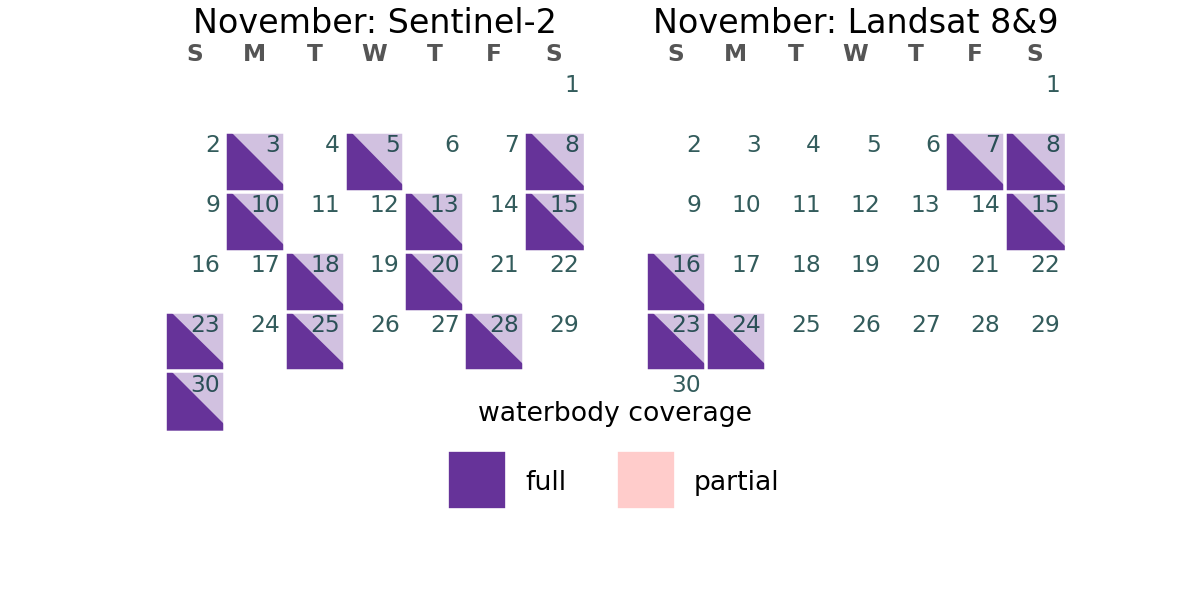 November: Sentinel-2
S M T W T F S
1
2 3 4 5 6 7 8
9 10 11 12 13 14 15
16 17 18 19 20 21 22
23 24 25 26 27 28 29
30
November: Landsat 8&9
S M T W T F S
1
2 3 4 5 6 7 8
9 10 11 12 13 14 15
16 17 18 19 20 21 22
23 24 25 26 27 28 29
30
waterbody coverage
full partial